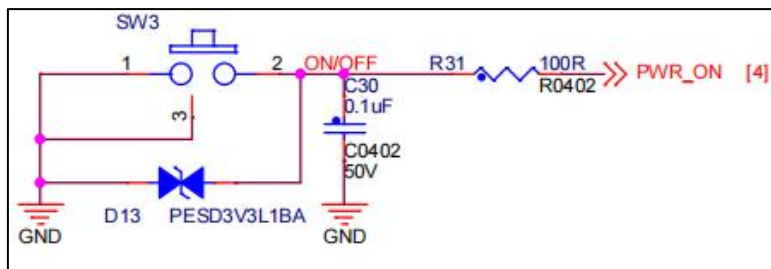 SW3
1
2
ON/OFF
R31
100R
PWR_ON [4]
R0402
C30
0.1uF
3
C0402
50V
D13 PESD3V3L1BA
GND
GND